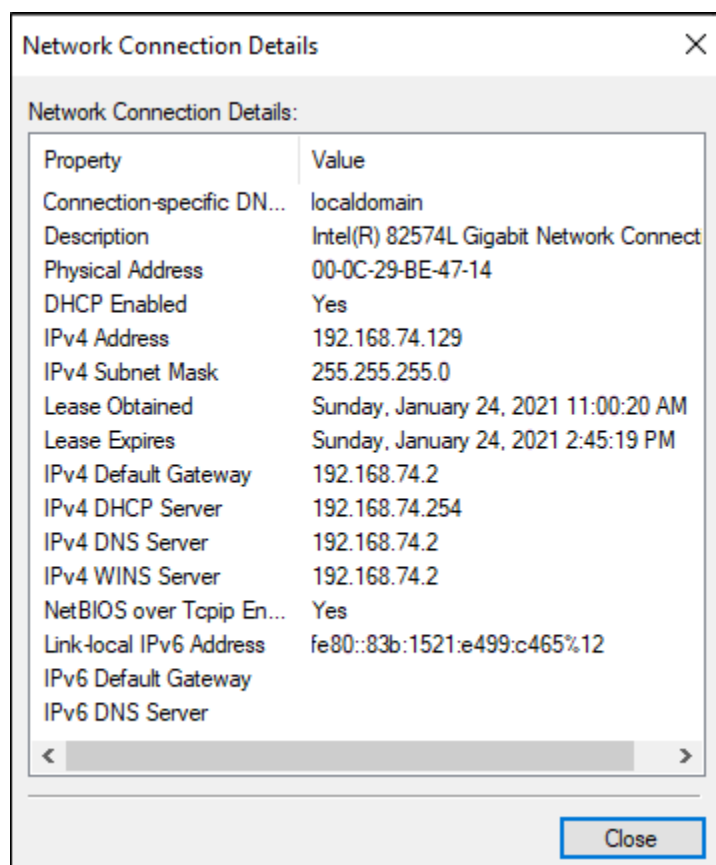 Network Connection Details
Network Connection Details:
Property Value
Connection-specific DN... localdomain
Description Intel(R) 82574L Gigabit Network Connecti
Physical Address 00-0C-29-BE-47-14
DHCP Enabled Yes
IPv4 Address 192.168.74.129
IPv4 Subnet Mask 255.255.255.0
Lease Obtained Sunday, January 24, 2021 11:00:20 AM
Lease Expires Sunday, January 24, 2021 2:45:19 PM
IPv4 Default Gateway 192.168.74.2
IPv4 DHCP Server 192.168.74.254
IPv4 DNS Server 192.168.74.2
IPv4 WINS Server 192.168.74.2
NetBIOS over Tcpip En... Yes
Link-local IPv6 Address fe80::83b:1521:e499:c465%12
IPv6 Default Gateway
IPv6 DNS Server
Close